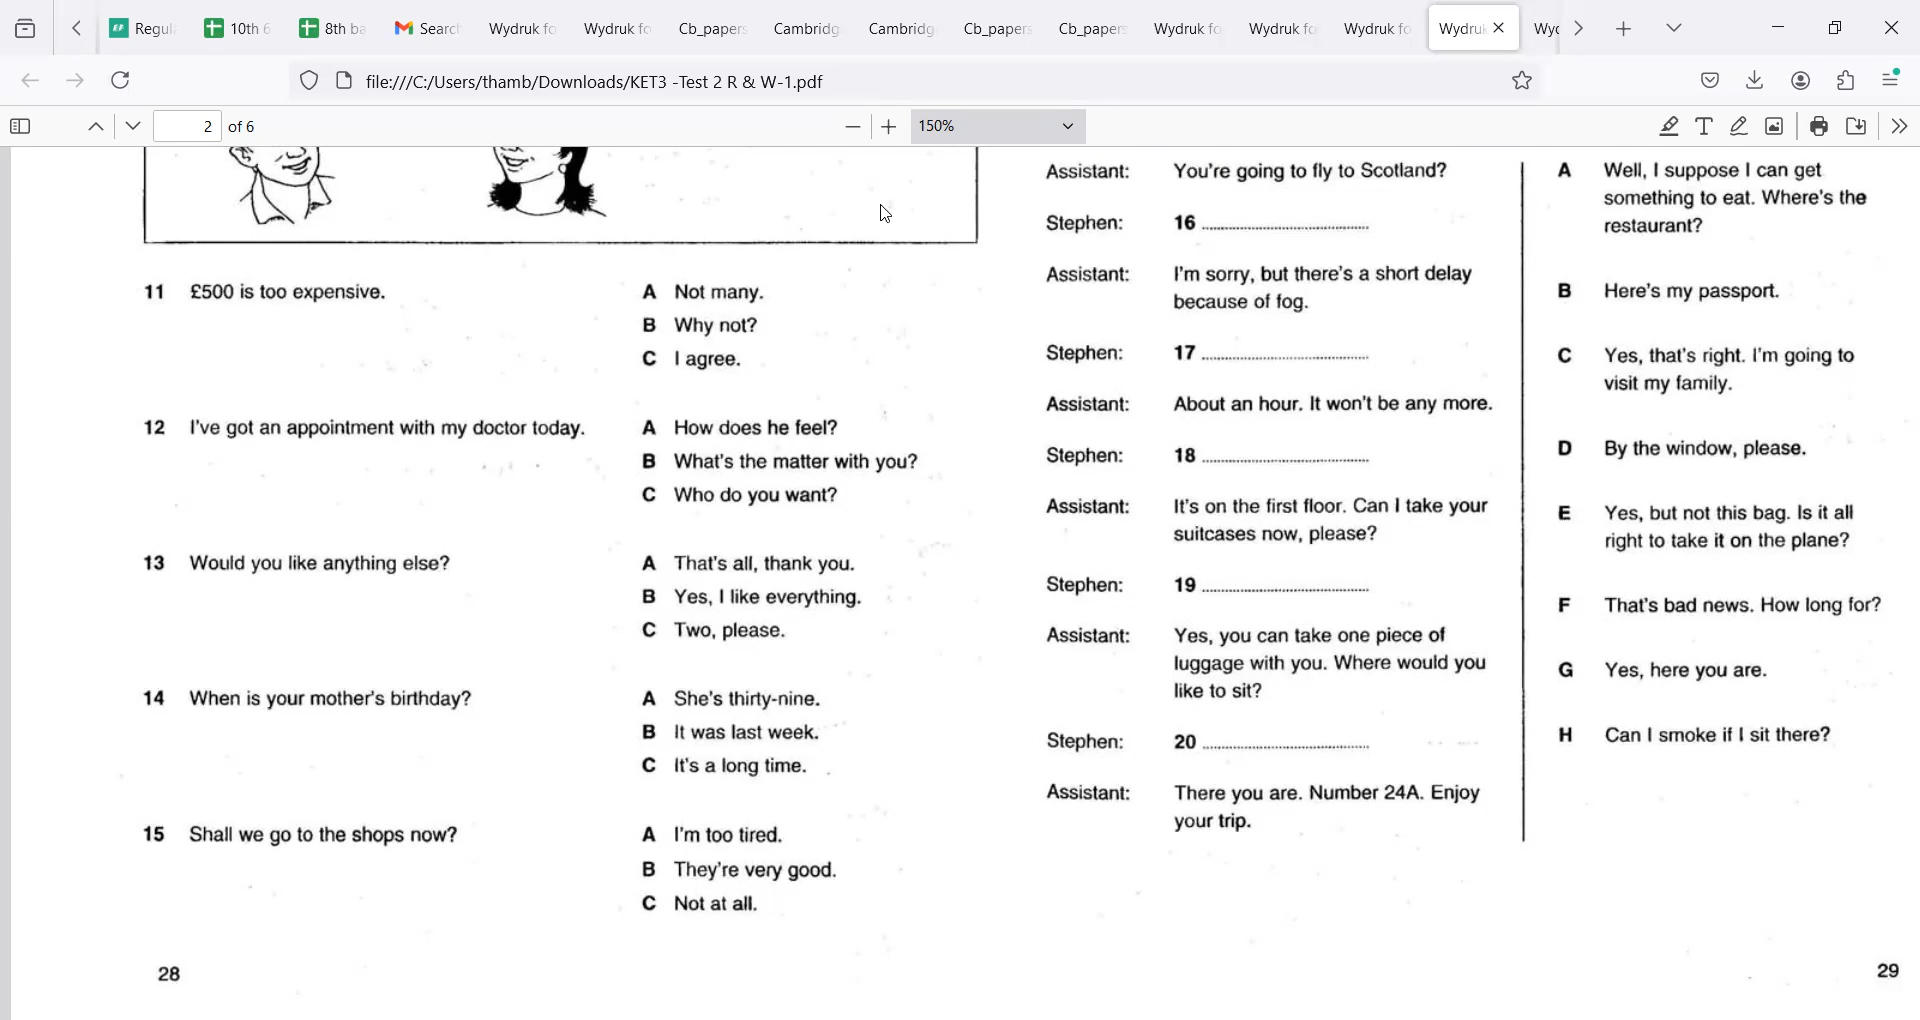 Regul
10th 6
8th ba
Search
Wydruk fo
Wydruk fo
Cb_papers
Cambridg
Cambridg
Cb_papers
Cb_papers
Wydruk fo
Wydruk fo
Wydruk fo
Wydruk
Wyd
file:///C:/Users/thamb/Downloads/KET3 -Test 2 R & W-1.pdf
2 of 6
150%
11 £500 is too expensive.
A Not many.
B Why not?
C I agree.
12 I've got an appointment with my doctor today.
A How does he feel?
B What's the matter with you?
C Who do you want?
13 Would you like anything else?
A That's all, thank you.
B Yes, I like everything.
C Two, please.
14 When is your mother's birthday?
A She's thirty-nine.
B It was last week.
C It's a long time.
15 Shall we go to the shops now?
A I'm too tired.
B They're very good.
C Not at all.
28
Assistant: You're going to fly to Scotland?
Stephen: 16 ........................................
Assistant: I'm sorry, but there's a short delay
because of fog.
Stephen: 17 ........................................
Assistant: About an hour. It won't be any more.
Stephen: 18 ........................................
Assistant: It's on the first floor. Can I take your
suitcases now, please?
Stephen: 19 ........................................
Assistant: Yes, you can take one piece of
luggage with you. Where would you
like to sit?
Stephen: 20 ........................................
Assistant: There you are. Number 24A. Enjoy
your trip.
A Well, I suppose I can get
something to eat. Where's the
restaurant?
B Here's my passport.
C Yes, that's right. I'm going to
visit my family.
D By the window, please.
E Yes, but not this bag. Is it all
right to take it on the plane?
F That's bad news. How long for?
G Yes, here you are.
H Can I smoke if I sit there?
29